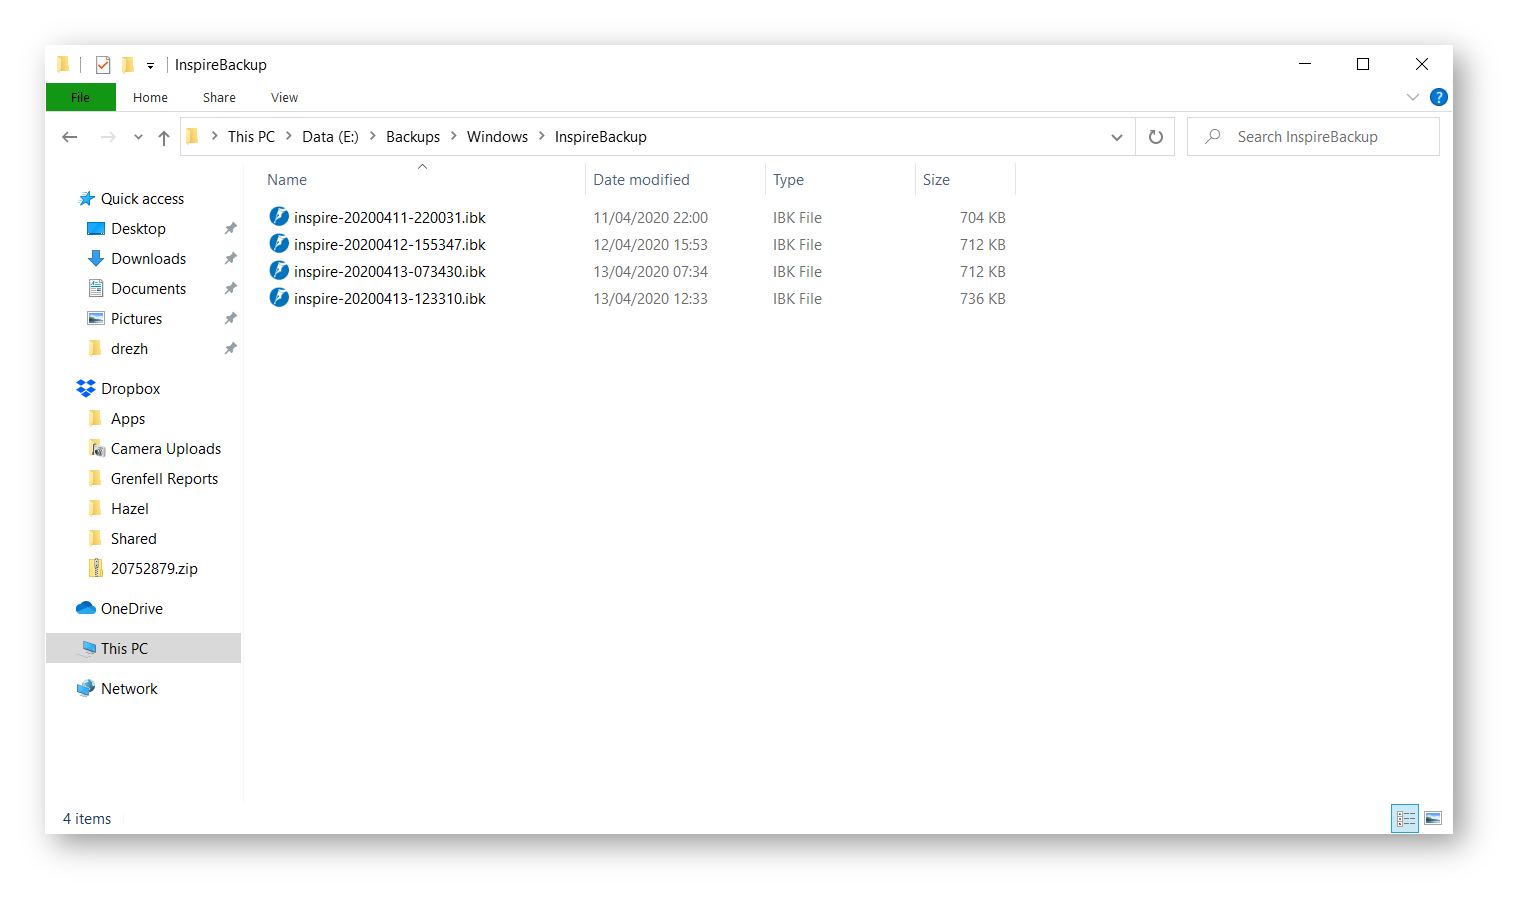 InspireBackup
File Home Share View
This PC > Data (E:) > Backups > Windows > InspireBackup
Search InspireBackup
Quick access
Desktop
Downloads
Documents
Pictures
drezh
Dropbox
Apps
Camera Uploads
Grenfell Reports
Hazel
Shared
20752879.zip
OneDrive
This PC
Network
Name Date modified Type Size
inspire-20200411-220031.ibk 11/04/2020 22:00 IBK File 704 KB
inspire-20200412-155347.ibk 12/04/2020 15:53 IBK File 712 KB
inspire-20200413-073430.ibk 13/04/2020 07:34 IBK File 712 KB
inspire-20200413-123310.ibk 13/04/2020 12:33 IBK File 736 KB
4 items